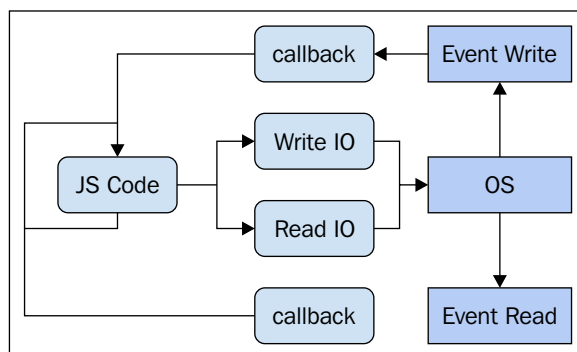 callback
Event Write
Write IO
JS Code
OS
Read IO
callback
Event Read